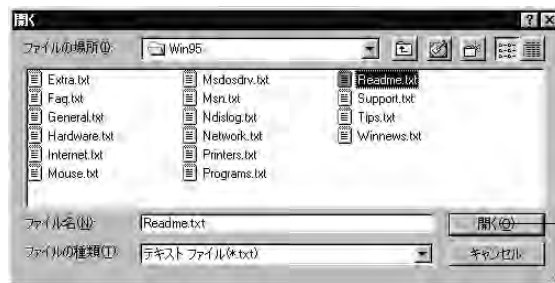 開く
ファイルの場所(I):
Win95
Extra.txt
Faq.txt
General.txt
Hardware.txt
Internet.txt
Mouse.txt
Msdosdrv.txt
Msn.txt
Ndislog.txt
Network.txt
Printers.txt
Programs.txt
Readme.txt
Support.txt
Tips.txt
Winnews.txt
ファイル名(N):
Readme.txt
開く(O)
ファイルの種類(T):
テキスト ファイル(*.txt)
キャンセル